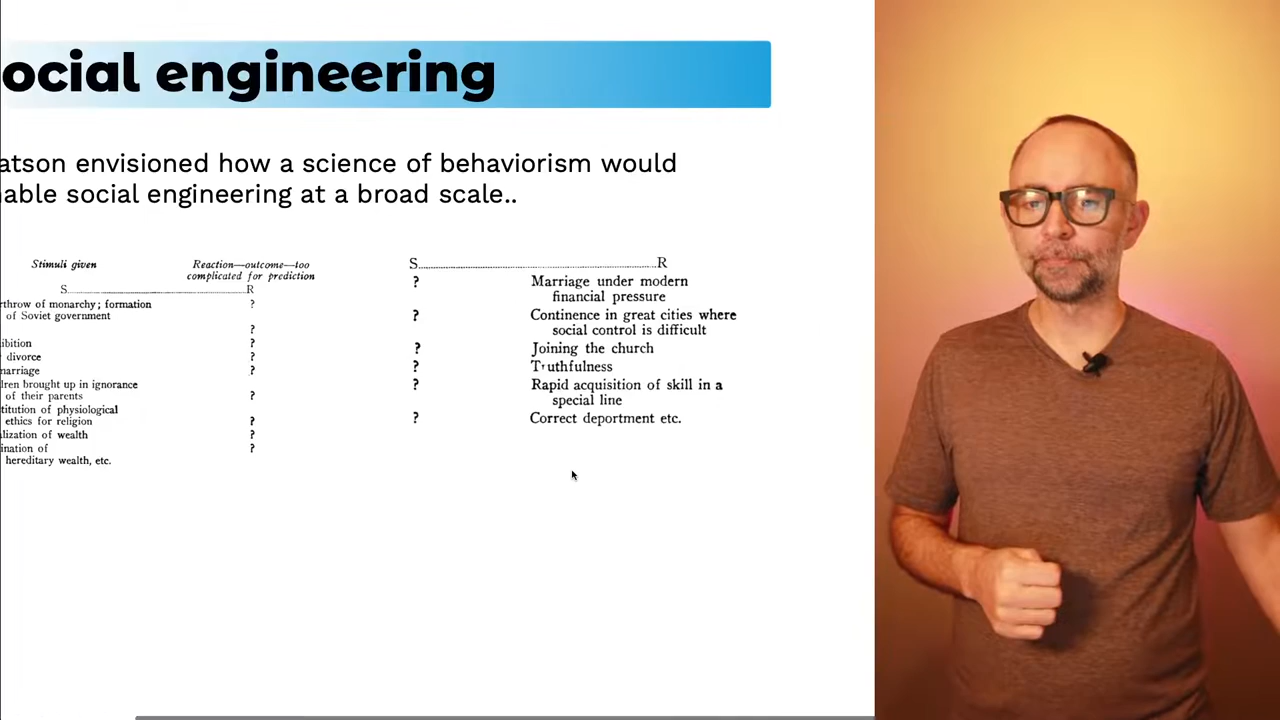 ocial engineering
atson envisioned how a science of behaviorism would
nable social engineering at a broad scale..
Stimuli given
Reaction—outcome—too
complicated for prediction
S R
rthrow of monarchy; formation ?
of Soviet government
?
ibition ?
divorce ?
narriage ?
dren brought up in ignorance
of their parents ?
titution of physiological
ethics for religion ?
lization of wealth ?
ination of ?
hereditary wealth, etc.
S R
? Marriage under modern
financial pressure
? Continence in great cities where
social control is difficult
? Joining the church
? Truthfulness
? Rapid acquisition of skill in a
special line
? Correct deportment etc.